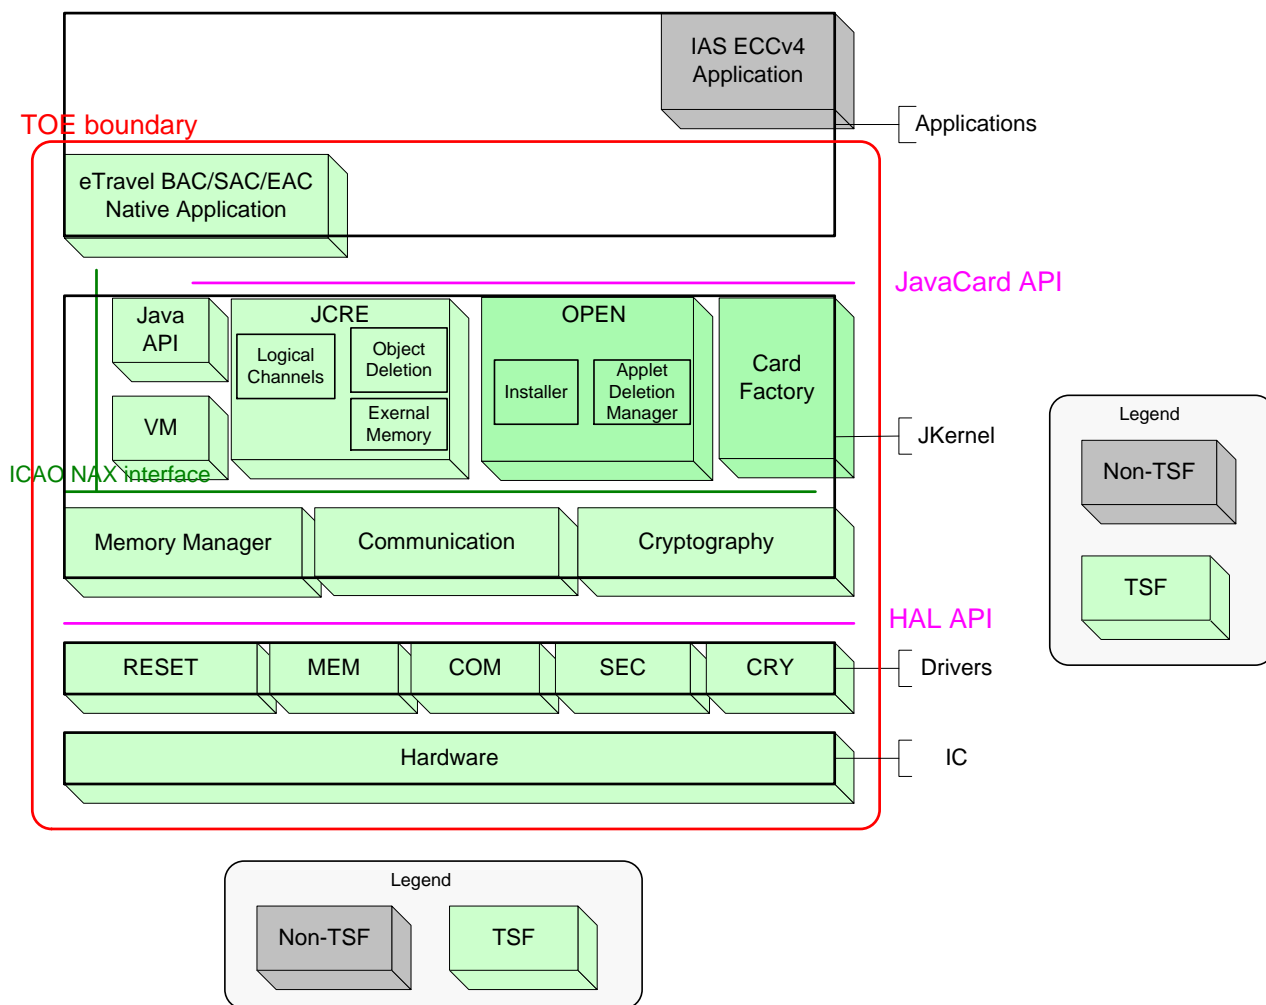 IAS ECCv4
Application
TOE boundary
Applications
eTravel BAC/SAC/EAC
Native Application
JavaCard API
Java
API
JCRE
OPEN
Logical
Channels
Object
Deletion
Installer
Applet
Deletion
Manager
Card
Factory
Legend
VM
Exernal
Memory
JKernel
Non-TSF
ICAO NAX interface
Memory Manager
Communication
Cryptography
TSF
HAL API
RESET
MEM
COM
SEC
CRY
Drivers
Hardware
IC
Legend
Non-TSF
TSF